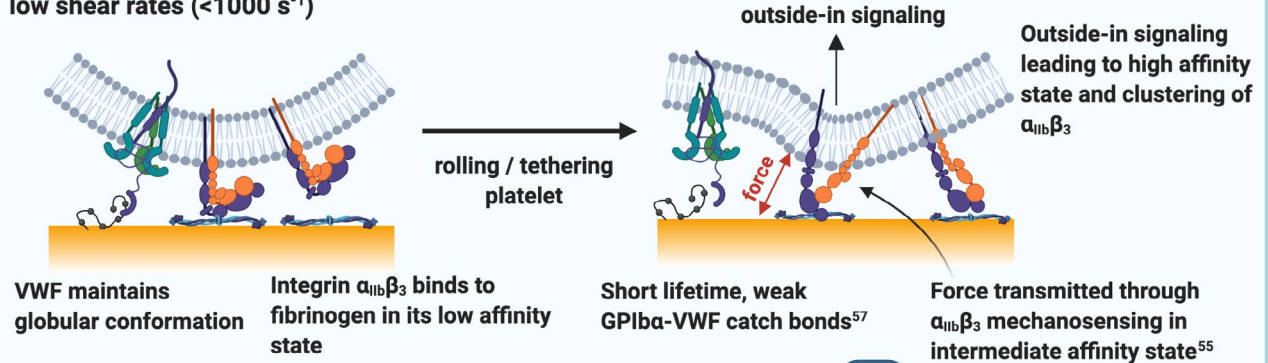 low shear rates (<1000 s⁻¹)
outside-in signaling
Outside-in signaling
leading to high affinity
state and clustering of
αIIbβ₃
rolling / tethering
platelet
force
VWF maintains
globular conformation
Integrin αIIbβ₃ binds to
fibrinogen in its low affinity
state
Short lifetime, weak
GPIbα-VWF catch bonds⁵⁷
Force transmitted through
αIIbβ₃ mechanosensing in
intermediate affinity state⁵⁵